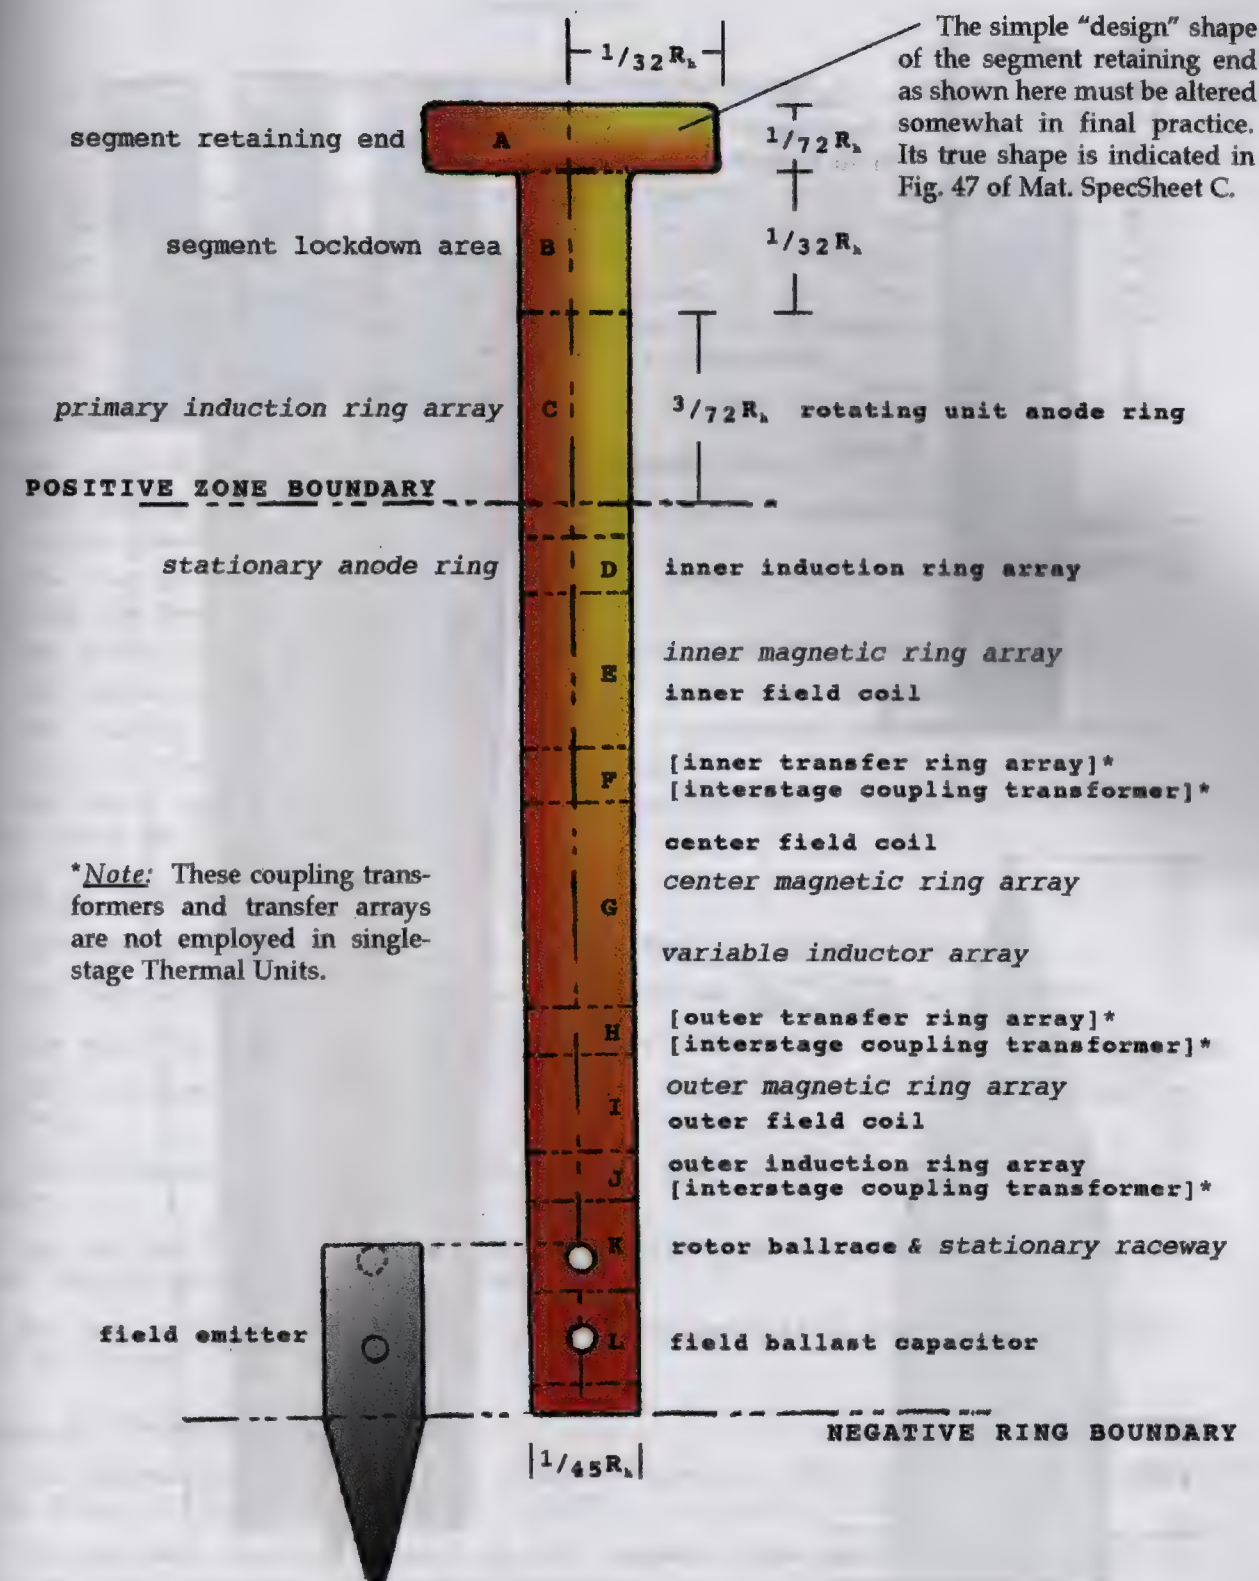 1/32 Rh
The simple "design" shape
of the segment retaining end
as shown here must be altered
somewhat in final practice.
Its true shape is indicated in
Fig. 47 of Mat. SpecSheet C.
segment retaining end
A
1/72 Rh
segment lockdown area
B
1/32 Rh
primary induction ring array
C
3/72 Rh rotating unit anode ring
POSITIVE ZONE BOUNDARY
stationary anode ring
D
inner induction ring array
inner magnetic ring array
E
inner field coil
[inner transfer ring array]*
F
[interstage coupling transformer]*
center field coil
center magnetic ring array
G
*Note: These coupling trans-
formers and transfer arrays
are not employed in single-
stage Thermal Units.
variable inductor array
[outer transfer ring array]*
H
[interstage coupling transformer]*
outer magnetic ring array
I
outer field coil
outer induction ring array
J
[interstage coupling transformer]*
K
rotor ballrace & stationary raceway
field emitter
L
field ballast capacitor
NEGATIVE RING BOUNDARY
1/45 Rh